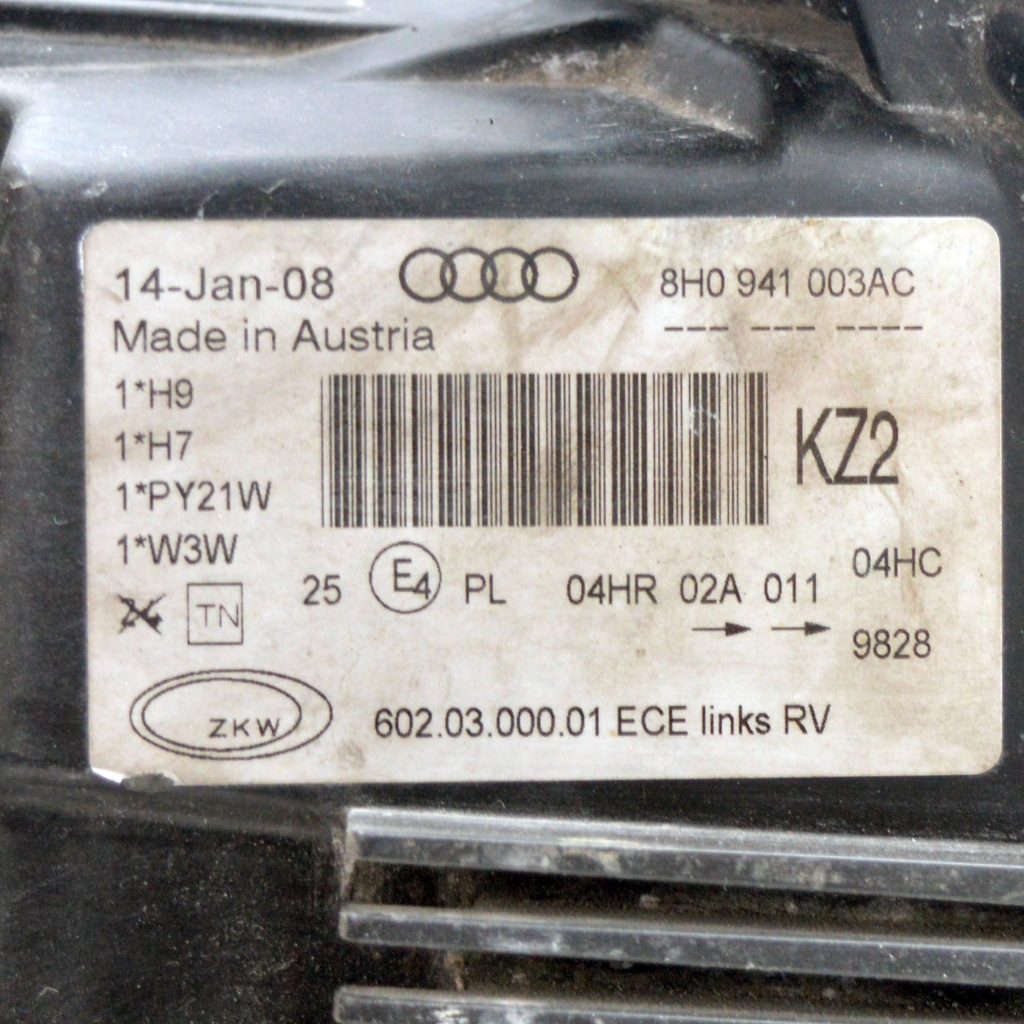 14-Jan-08
8H0 941 003AC
--- --- ----
Made in Austria
1*H9
1*H7
1*PY21W
1*W3W
KZ2
25 E4 PL 04HR 02A 011
04HC
9828
TN
ZKW
602.03.000.01 ECE links RV